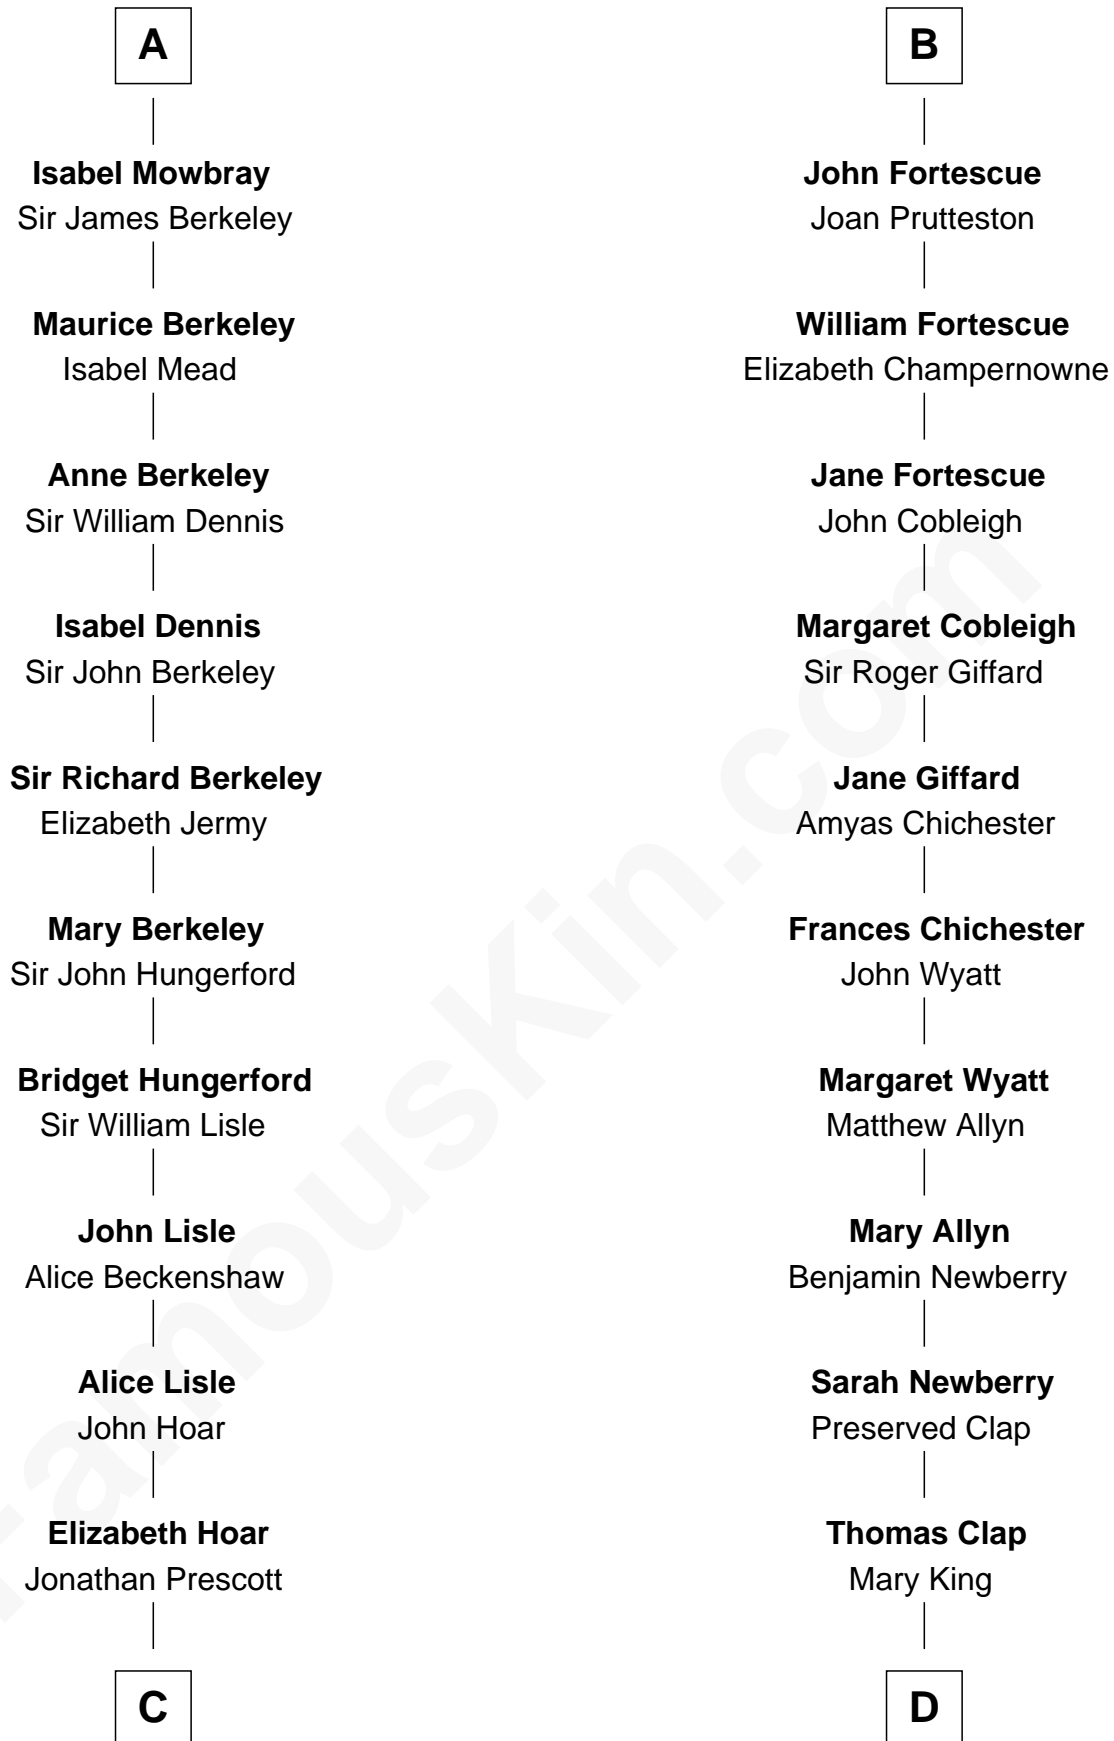 A
Isabel Mowbray
Sir James Berkeley
Maurice Berkeley
Isabel Mead
Anne Berkeley
Sir William Dennis
Isabel Dennis
Sir John Berkeley
Sir Richard Berkeley
Elizabeth Jermy
Mary Berkeley
Sir John Hungerford
Bridget Hungerford
Sir William Lisle
John Lisle
Alice Beckenshaw
Alice Lisle
John Hoar
Elizabeth Hoar
Jonathan Prescott
C
B
John Fortescue
Joan Prutteston
William Fortescue
Elizabeth Champernowne
Jane Fortescue
John Cobleigh
Margaret Cobleigh
Sir Roger Giffard
Jane Giffard
Amyas Chichester
Frances Chichester
John Wyatt
Margaret Wyatt
Matthew Allyn
Mary Allyn
Benjamin Newberry
Sarah Newberry
Preserved Clap
Thomas Clap
Mary King
D
FamousKin.com